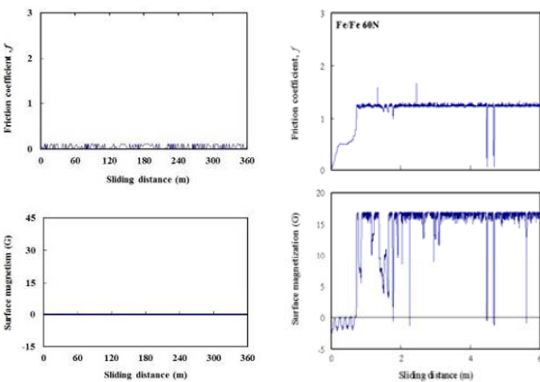 3
2
1
0
0 60 120 180 240 300 360
Friction coefficient ,f
Sliding distance (m)
3
2
1
0
Fe/Fe 60N
Friction coefficient, f
45
30
15
0
-15
0 60 120 180 240 300 360
Surface magnetism (G)
Sliding distance (m)
20
15
10
5
0
-5
0 2 4 6
Surface magnetization (G)
Sliding distance (m)